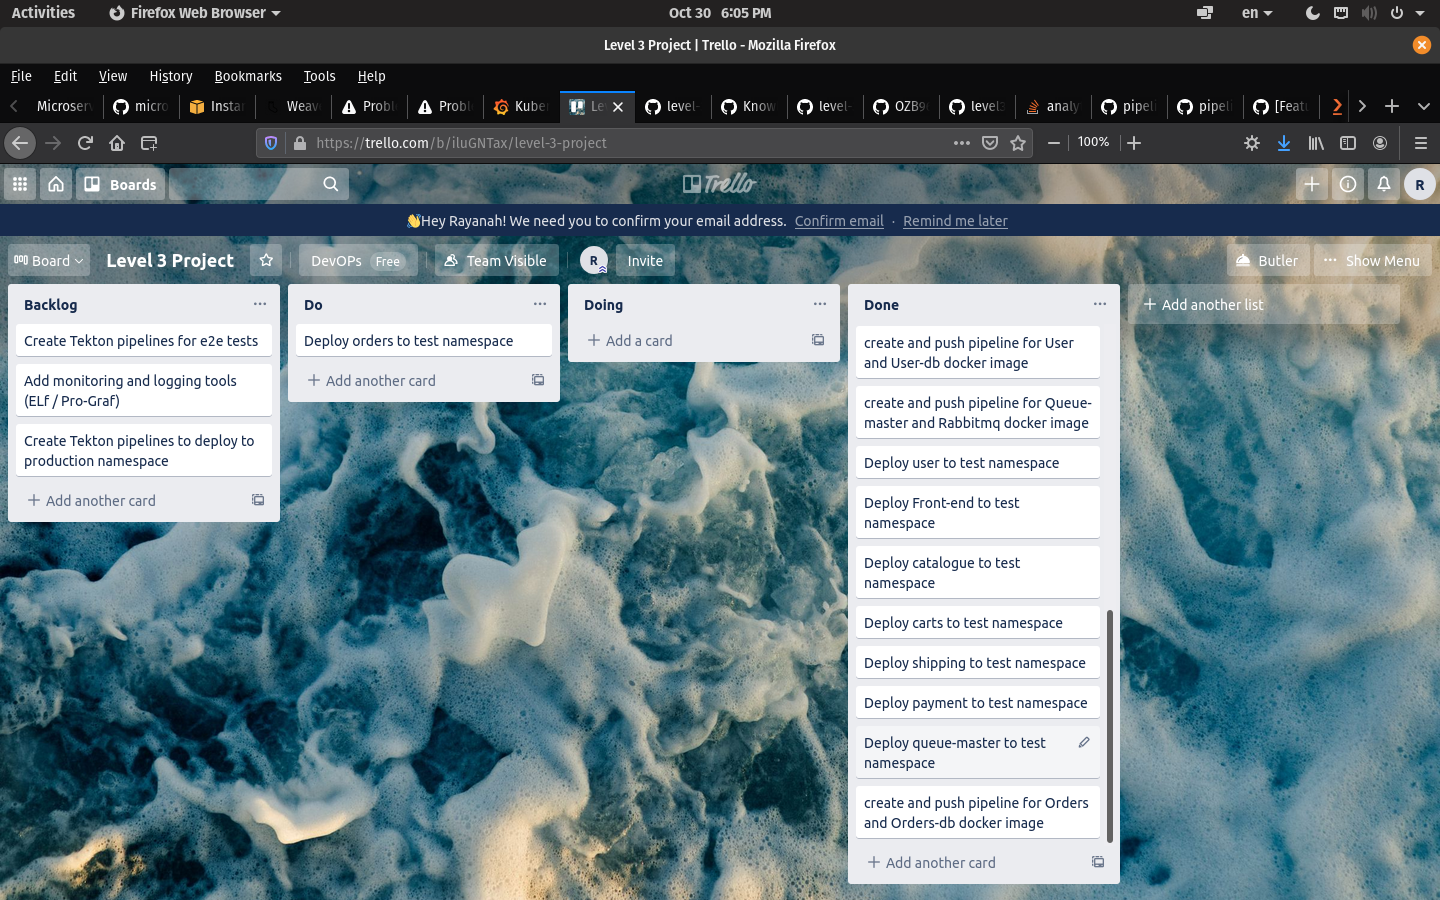 Activities
Firefox Web Browser
Oct 30 6:05 PM
en
Level 3 Project | Trello - Mozilla Firefox
File Edit View History Bookmarks Tools Help
Microserv
micro
Instan
Weave
Probl
Probl
Kuber
Le
level-
Know
level-
OZB9
level3
analy
pipeli
pipeli
[Featu
https://trello.com/b/iluGNTax/level-3-project
100%
Boards
Trello
R
Hey Rayanah! We need you to confirm your email address. Confirm email · Remind me later
Board
Level 3 Project
DevOPs Free
Team Visible
R
Invite
Butler
Show Menu
Backlog
Create Tekton pipelines for e2e tests
Add monitoring and logging tools
(ELf / Pro-Graf)
Create Tekton pipelines to deploy to
production namespace
Add another card
Do
Deploy orders to test namespace
Add another card
Doing
Add a card
Done
create and push pipeline for User
and User-db docker image
create and push pipeline for Queue-
master and Rabbitmq docker image
Deploy user to test namespace
Deploy Front-end to test
namespace
Deploy catalogue to test
namespace
Deploy carts to test namespace
Deploy shipping to test namespace
Deploy payment to test namespace
Deploy queue-master to test
namespace
create and push pipeline for Orders
and Orders-db docker image
Add another card
Add another list